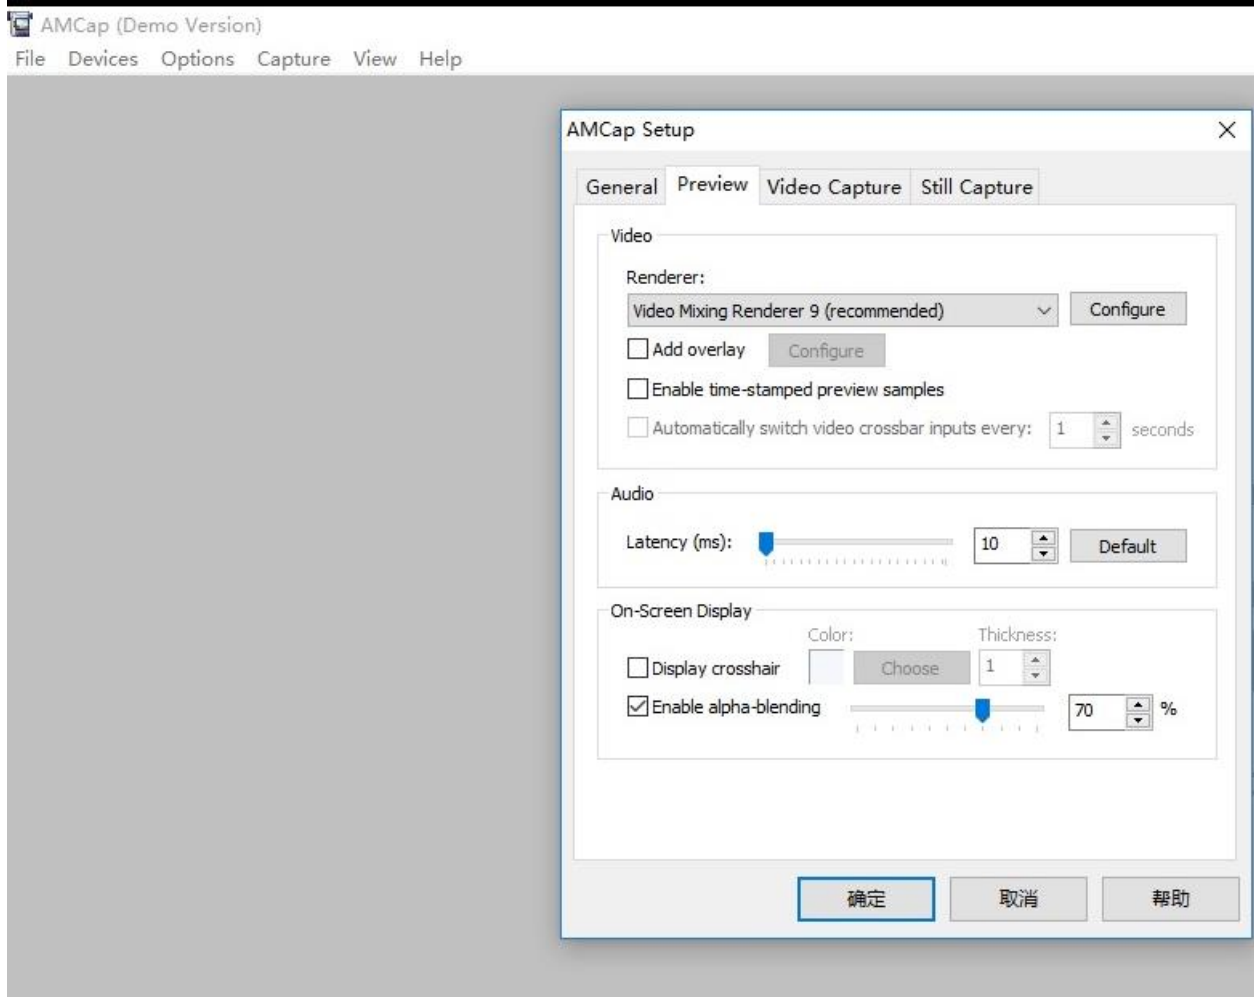 AMCap (Demo Version)
File Devices Options Capture View Help
AMCap Setup
General Preview Video Capture Still Capture
Video
Renderer:
Video Mixing Renderer 9 (recommended) Configure
Add overlay Configure
Enable time-stamped preview samples
Automatically switch video crossbar inputs every: 1 seconds
Audio
Latency (ms): 10 Default
On-Screen Display
Color: Thickness:
Display crosshair Choose 1
Enable alpha-blending 70 %
确定 取消 帮助